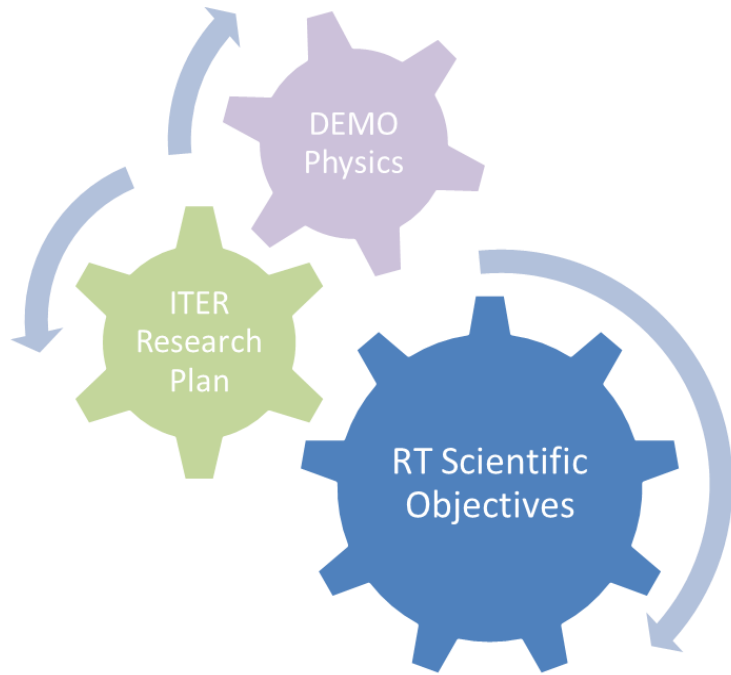 DEMO
Physics
ITER
Research
Plan
RT Scientific
Objectives